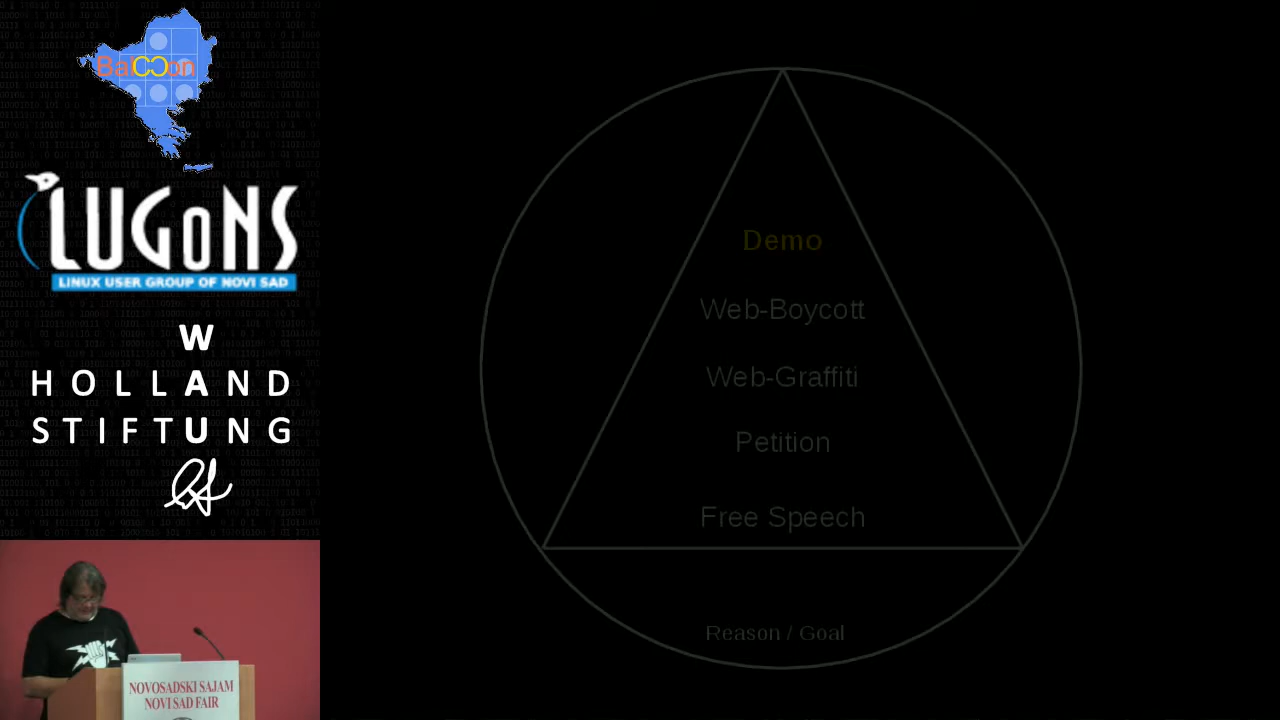 BalCCon
LUGONS
LINUX USER GROUP OF NOVI SAD
W
HOLLAND
STIFTUNG
Demo
Web-Boycott
Web-Graffiti
Petition
Free Speech
Reason / Goal
NOVOSADSKI SAJAM
NOVI SAD FAIR